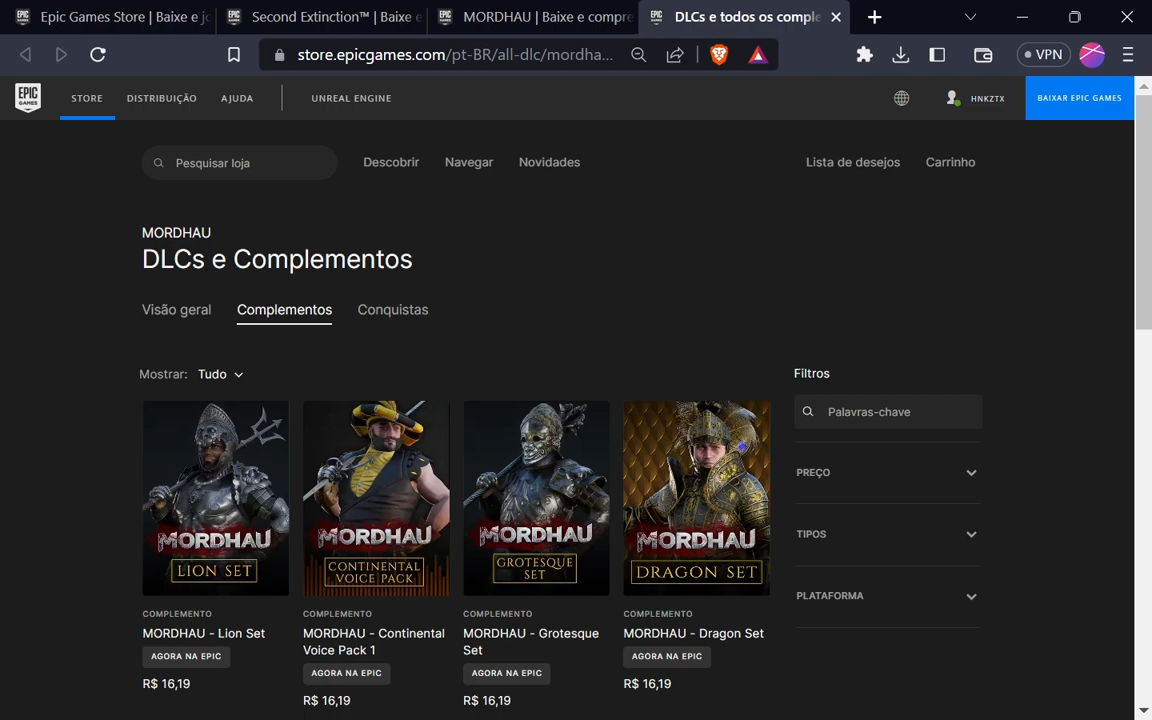 Epic Games Store | Baixe e jo
Second Extinction™ | Baixe e
MORDHAU | Baixe e compre
DLCs e todos os comple
store.epicgames.com/pt-BR/all-dlc/mordha...
VPN
EPIC GAMES
STORE
DISTRIBUIÇÃO
AJUDA
UNREAL ENGINE
HNKZTX
BAIXAR EPIC GAMES
Pesquisar loja
Descobrir
Navegar
Novidades
Lista de desejos
Carrinho
MORDHAU
DLCs e Complementos
Visão geral
Complementos
Conquistas
Mostrar: Tudo
Filtros
Palavras-chave
PREÇO
TIPOS
PLATAFORMA
MORDHAU
LION SET
COMPLEMENTO
MORDHAU - Lion Set
AGORA NA EPIC
R$ 16,19
MORDHAU
CONTINENTAL
VOICE PACK
COMPLEMENTO
MORDHAU - Continental
Voice Pack 1
AGORA NA EPIC
R$ 16,19
MORDHAU
GROTESQUE
SET
COMPLEMENTO
MORDHAU - Grotesque
Set
AGORA NA EPIC
R$ 16,19
MORDHAU
DRAGON SET
COMPLEMENTO
MORDHAU - Dragon Set
AGORA NA EPIC
R$ 16,19